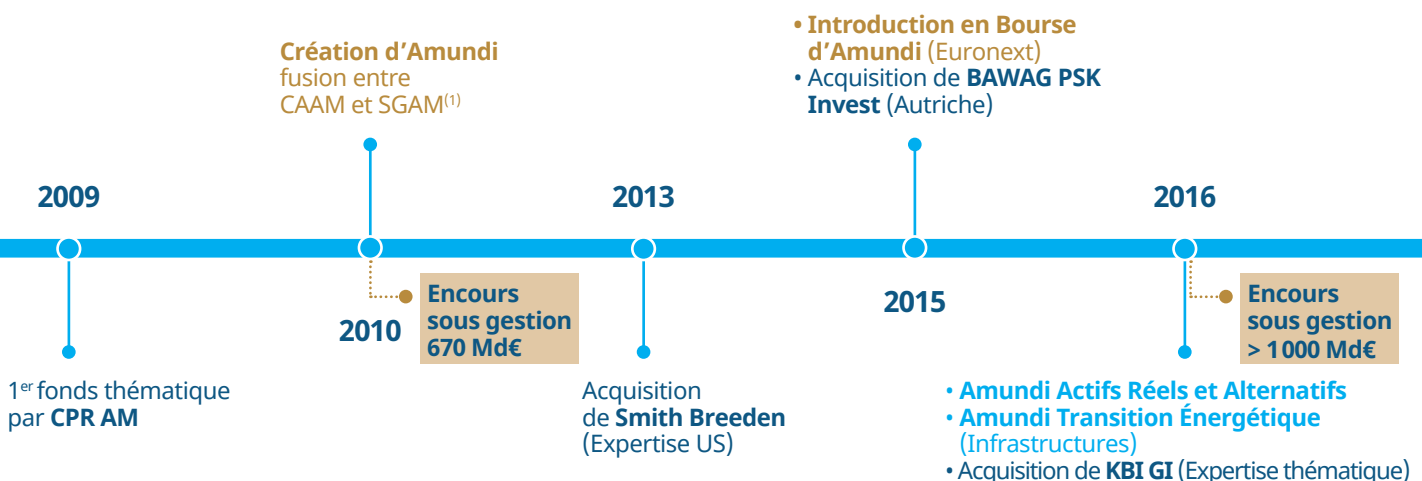 2009
1er fonds thématique
par CPR AM
Création d’Amundi
fusion entre
CAAM et SGAM(1)
2010
Encours
sous gestion
670 Md€
2013
Acquisition
de Smith Breeden
(Expertise US)
• Introduction en Bourse
d’Amundi (Euronext)
• Acquisition de BAWAG PSK
Invest (Autriche)
2015
2016
Encours
sous gestion
> 1000 Md€
• Amundi Actifs Réels et Alternatifs
• Amundi Transition Énergétique
(Infrastructures)
• Acquisition de KBI GI (Expertise thématique)